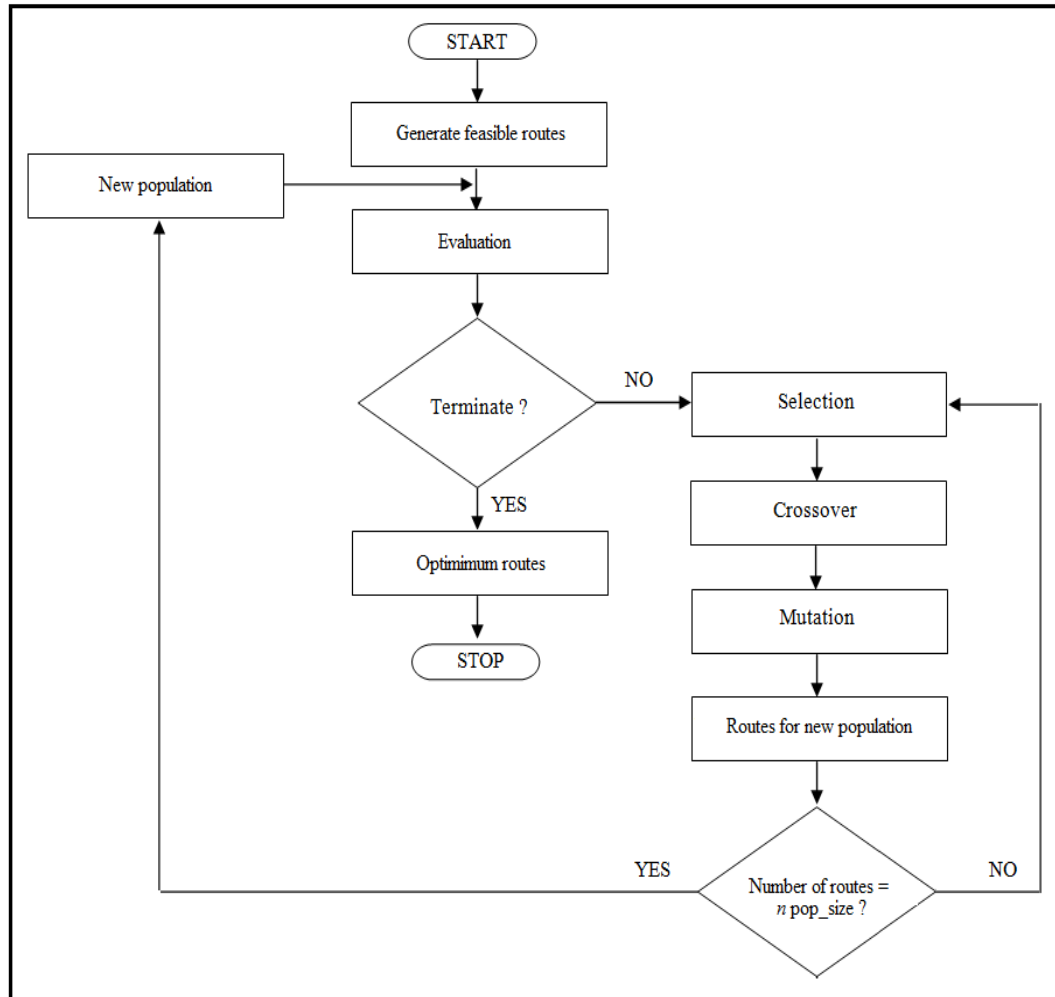 START
Generate feasible routes
New population
Evaluation
Terminate ?
NO
Selection
YES
Crossover
Optimimum routes
Mutation
STOP
Routes for new population
YES
NO
Number of routes =
n pop_size ?